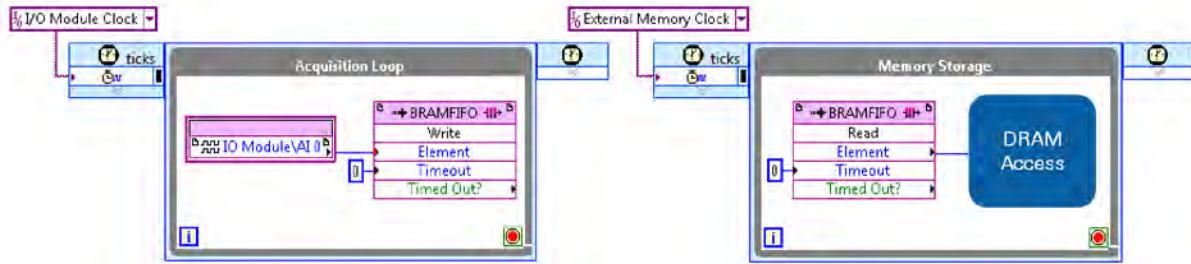 I/O Module Clock
ticks
Acquisition Loop
IO Module\AI 0
BRAMFIFO
Write
Element
0
Timeout
Timed Out?
i
External Memory Clock
ticks
Memory Storage
BRAMFIFO
Read
Element
0
Timeout
Timed Out?
DRAM
Access
i